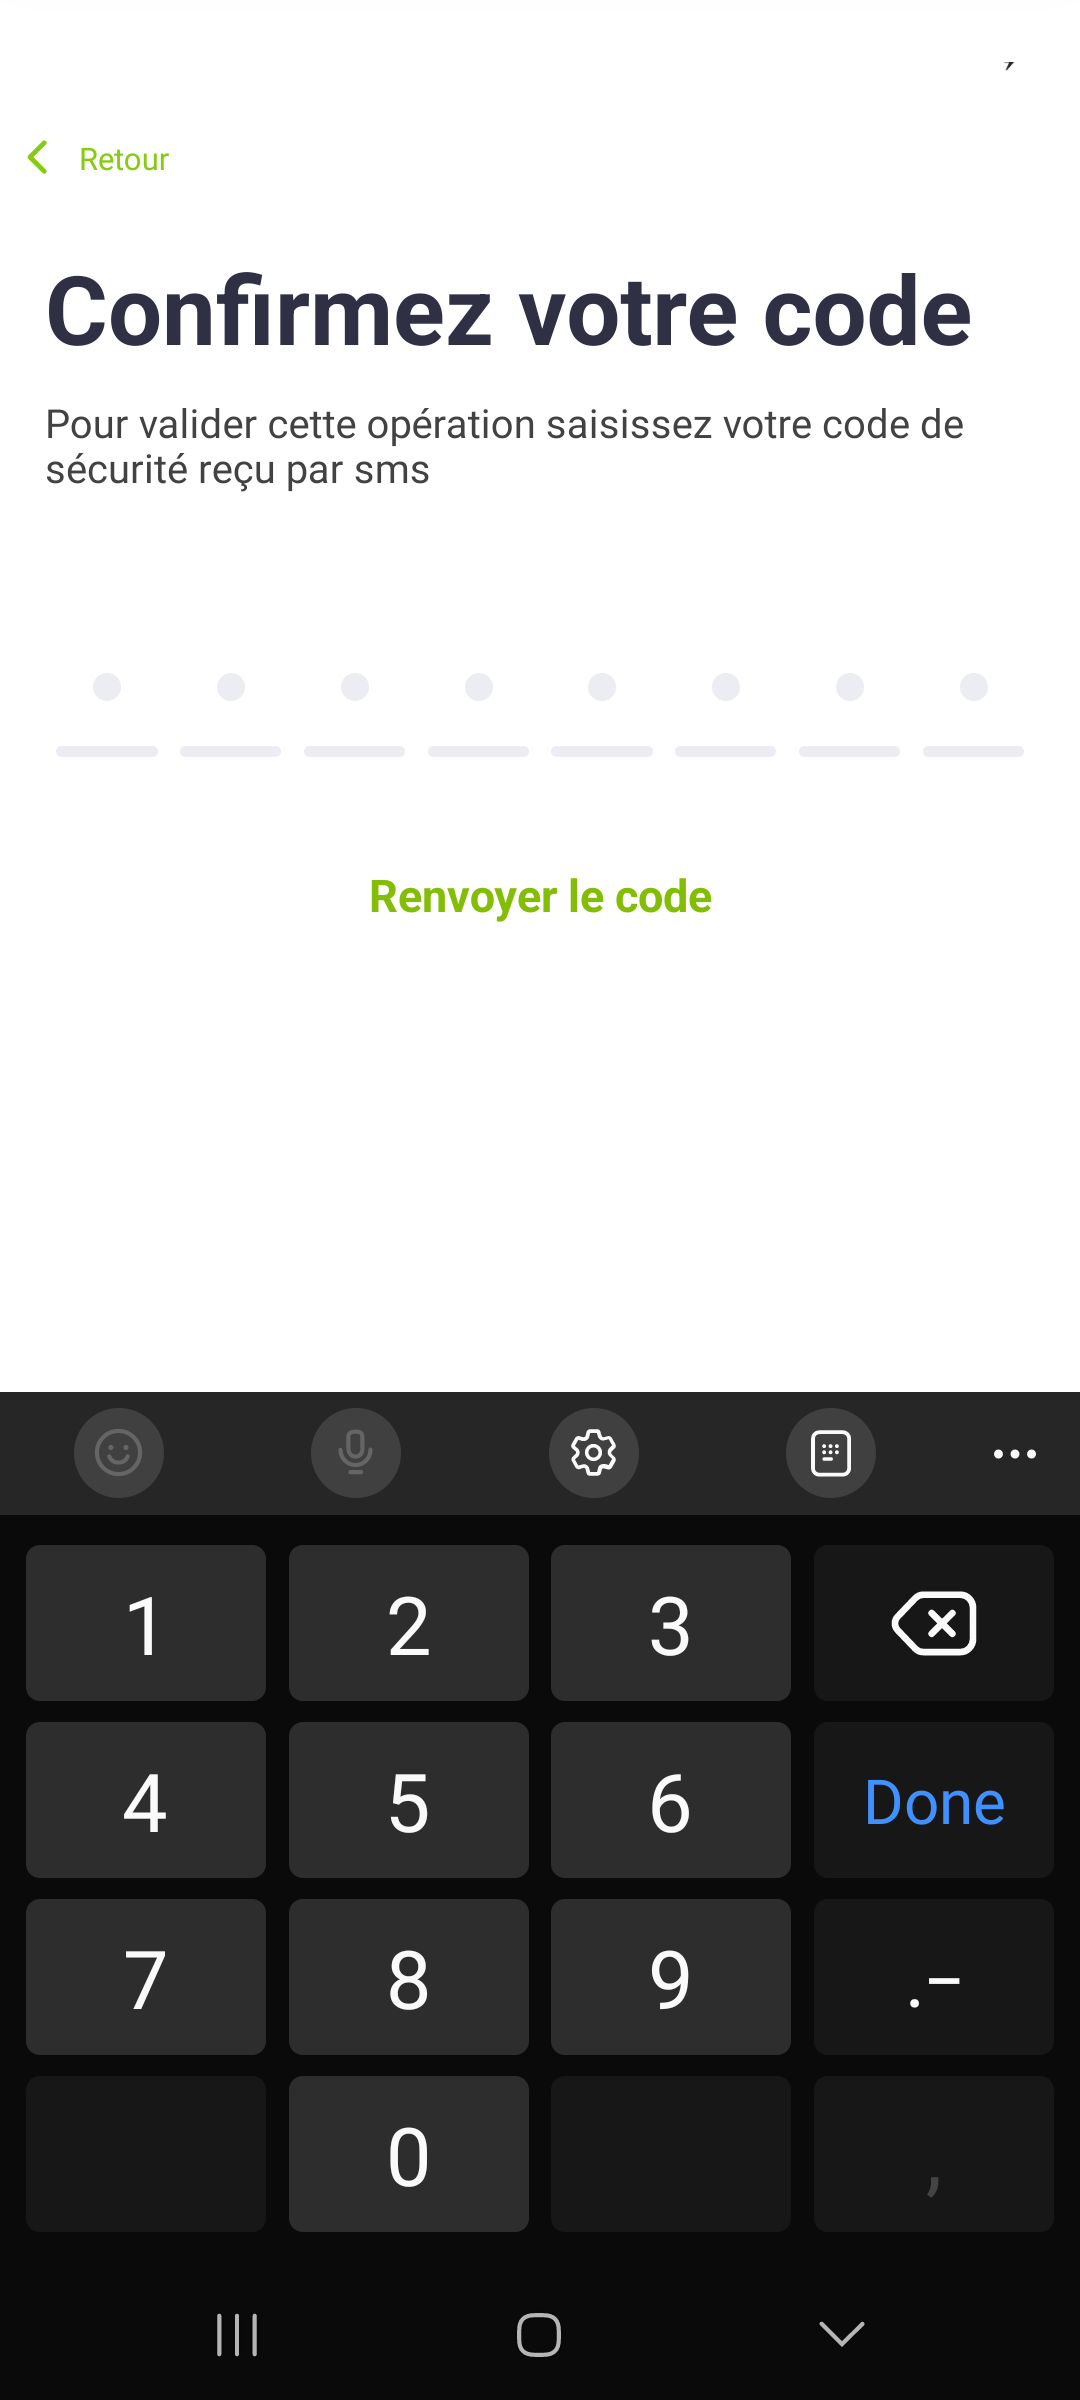 Retour
Confirmez votre code
Pour valider cette opération saisissez votre code de
sécurité reçu par sms
Renvoyer le code
1 2 3
4 5 6 Done
7 8 9 .-
0 ,